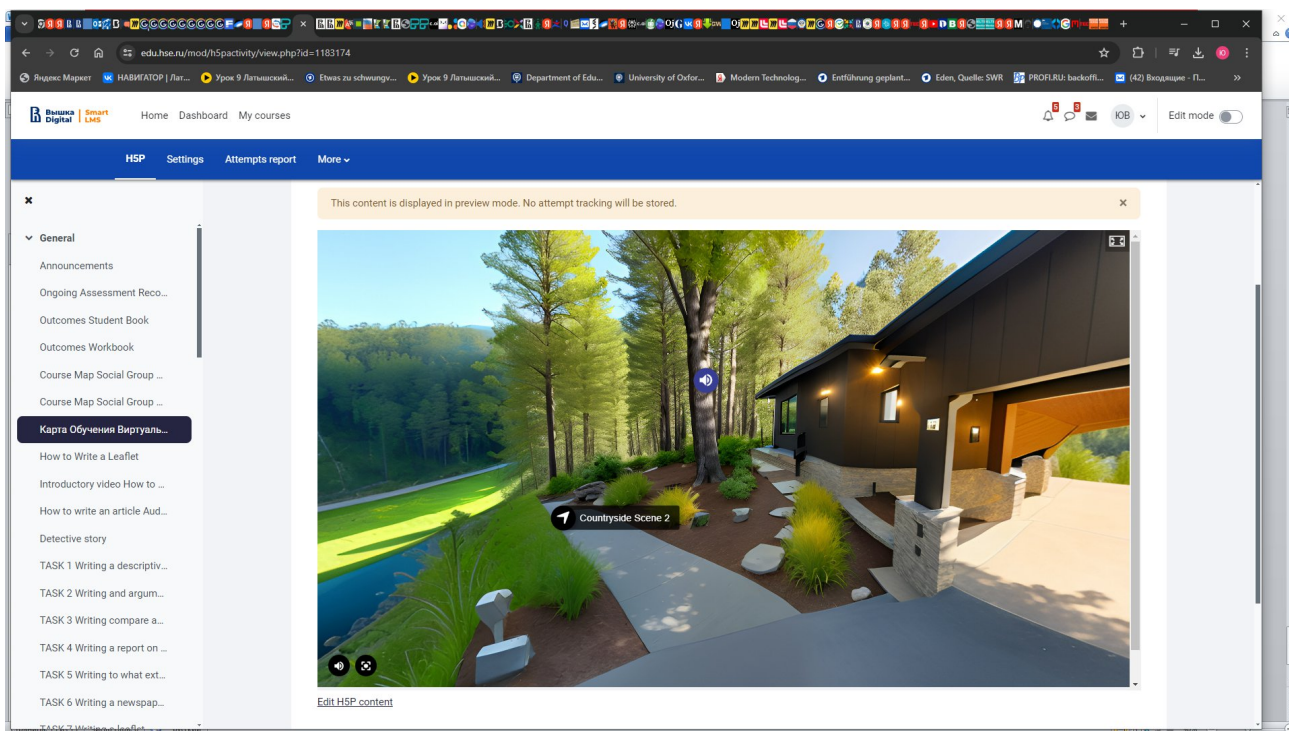 edu.hse.ru/mod/h5pactivity/view.php?id=1183174
Яндекс Маркет НАВИГАТОР | Лат... Урок 9 Латышский... Etwas zu schwungv... Урок 9 Латышский... Department of Edu... University of Oxfor... Modern Technolog... Entführung geplant... Eden, Quelle: SWR PROFI.RU: backoffi... (42) Входящие - П... »
Вышка Digital | Smart LMS Home Dashboard My courses 5 5 ЮВ Edit mode
H5P Settings Attempts report More
General
This content is displayed in preview mode. No attempt tracking will be stored.
Announcements
Ongoing Assessment Reco...
Outcomes Student Book
Outcomes Workbook
Course Map Social Group ...
Course Map Social Group ...
Карта Обучения Виртуаль...
How to Write a Leaflet
Introductory video How to ...
How to write an article Aud...
Detective story
TASK 1 Writing a descriptiv...
TASK 2 Writing and argum...
TASK 3 Writing compare a...
TASK 4 Writing a report on ...
TASK 5 Writing to what ext...
TASK 6 Writing a newspap...
Countryside Scene 2
Edit H5P content